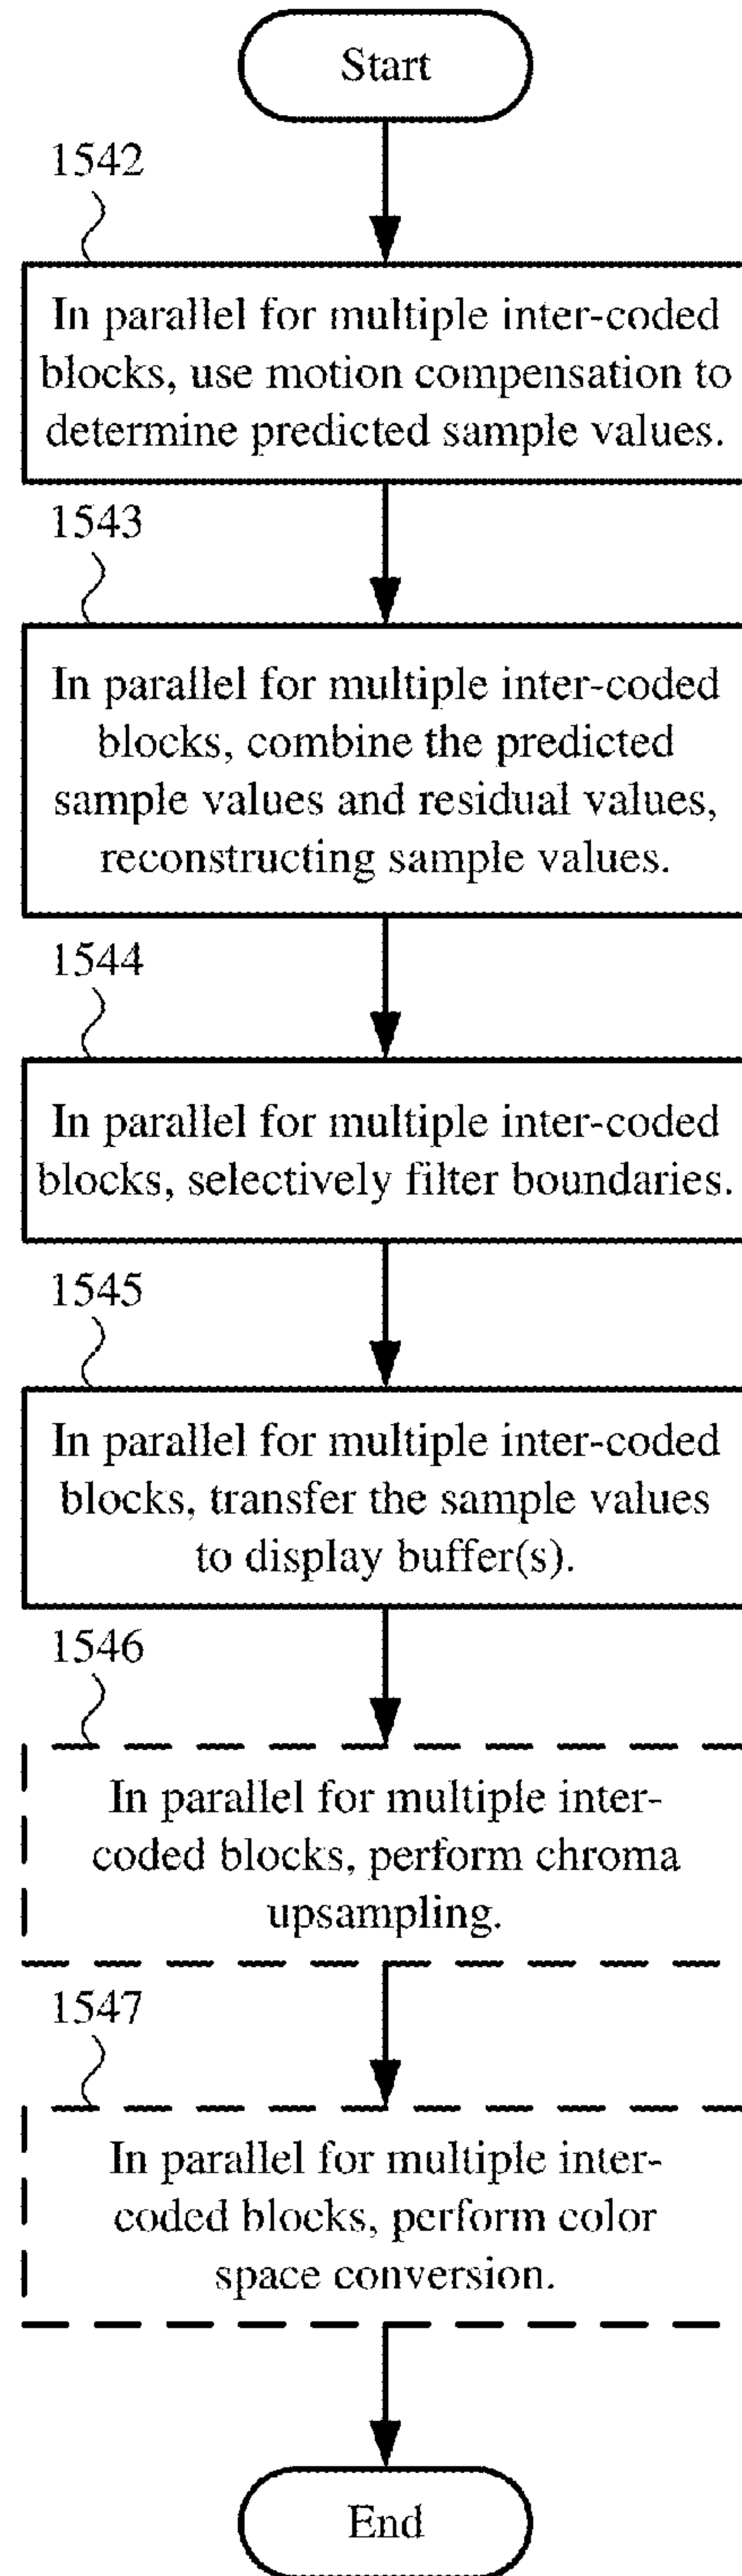 Start
1542
In parallel for multiple inter-coded
blocks, use motion compensation to
determine predicted sample values.
1543
In parallel for multiple inter-coded
blocks, combine the predicted
sample values and residual values,
reconstructing sample values.
1544
In parallel for multiple inter-coded
blocks, selectively filter boundaries.
1545
In parallel for multiple inter-coded
blocks, transfer the sample values
to display buffer(s).
1546
In parallel for multiple inter-
coded blocks, perform chroma
upsampling.
1547
In parallel for multiple inter-
coded blocks, perform color
space conversion.
End